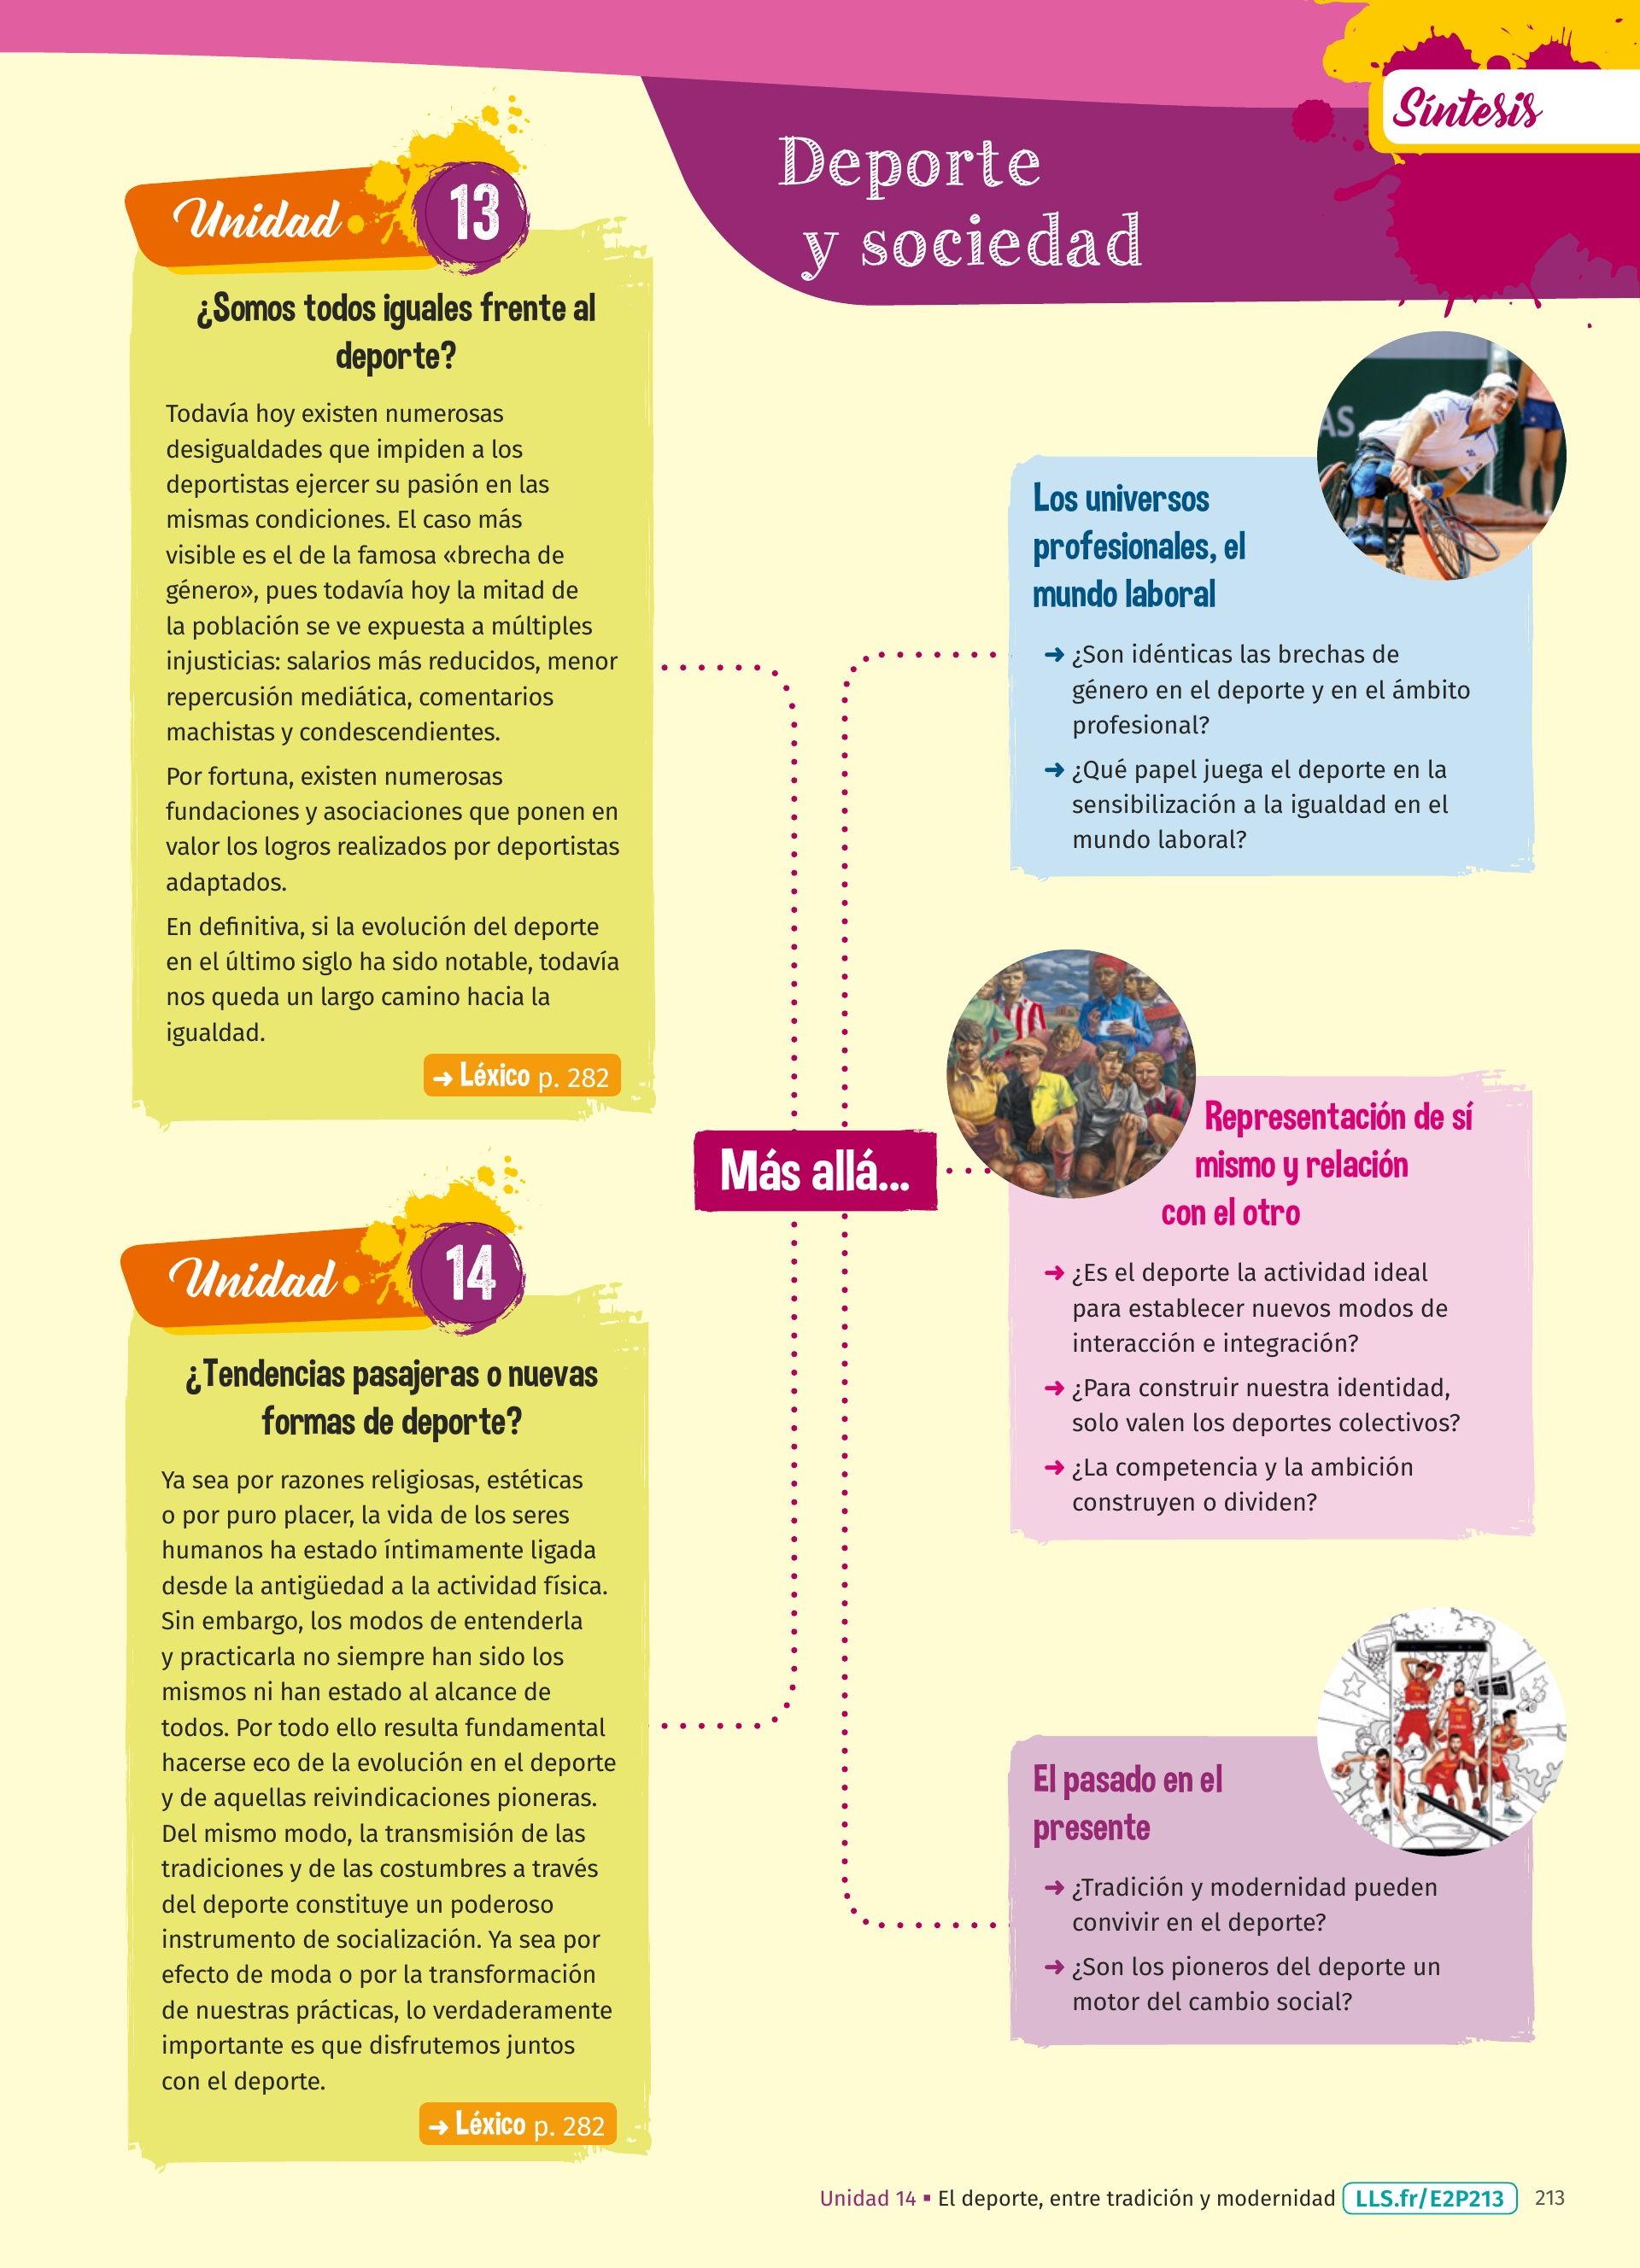 Síntesis
Deporte
y sociedad
Unidad 13
¿Somos todos iguales frente al
deporte?
Todavía hoy existen numerosas
desigualdades que impiden a los
deportistas ejercer su pasión en las
mismas condiciones. El caso más
visible es el de la famosa «brecha de
género», pues todavía hoy la mitad de
la población se ve expuesta a múltiples
injusticias: salarios más reducidos, menor
repercusión mediática, comentarios
machistas y condescendientes.
Por fortuna, existen numerosas
fundaciones y asociaciones que ponen en
valor los logros realizados por deportistas
adaptados.
En definitiva, si la evolución del deporte
en el último siglo ha sido notable, todavía
nos queda un largo camino hacia la
igualdad.
➜ Léxico p. 282
Unidad 14
¿Tendencias pasajeras o nuevas
formas de deporte?
Ya sea por razones religiosas, estéticas
o por puro placer, la vida de los seres
humanos ha estado íntimamente ligada
desde la antigüedad a la actividad física.
Sin embargo, los modos de entenderla
y practicarla no siempre han sido los
mismos ni han estado al alcance de
todos. Por todo ello resulta fundamental
hacerse eco de la evolución en el deporte
y de aquellas reivindicaciones pioneras.
Del mismo modo, la transmisión de las
tradiciones y de las costumbres a través
del deporte constituye un poderoso
instrumento de socialización. Ya sea por
efecto de moda o por la transformación
de nuestras prácticas, lo verdaderamente
importante es que disfrutemos juntos
con el deporte.
➜ Léxico p. 282
Más allá...
AS
Los universos
profesionales, el
mundo laboral
➜ ¿Son idénticas las brechas de
género en el deporte y en el ámbito
profesional?
➜ ¿Qué papel juega el deporte en la
sensibilización a la igualdad en el
mundo laboral?
Representación de sí
mismo y relación
con el otro
➜ ¿Es el deporte la actividad ideal
para establecer nuevos modos de
interacción e integración?
➜ ¿Para construir nuestra identidad,
solo valen los deportes colectivos?
➜ ¿La competencia y la ambición
construyen o dividen?
El pasado en el
presente
➜ ¿Tradición y modernidad pueden
convivir en el deporte?
➜ ¿Son los pioneros del deporte un
motor del cambio social?
Unidad 14 ▪ El deporte, entre tradición y modernidad LLS.fr/E2P213 213